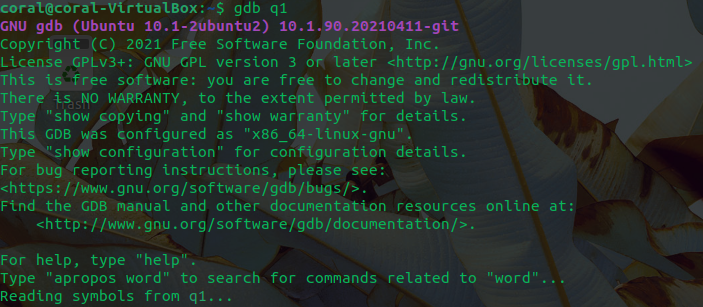 coral@coral-VirtualBox:~$ gdb q1
GNU gdb (Ubuntu 10.1-2ubuntu2) 10.1.90.20210411-git
Copyright (C) 2021 Free Software Foundation, Inc.
License GPLv3+: GNU GPL version 3 or later <http://gnu.org/licenses/gpl.html>
This is free software: you are free to change and redistribute it.
There is NO WARRANTY, to the extent permitted by law.
Trash
Type "show copying" and "show warranty" for details.
This GDB was configured as "x86_64-linux-gnu".
Type "show configuration" for configuration details.
For bug reporting instructions, please see:
<https://www.gnu.org/software/gdb/bugs/>.
Find the GDB manual and other documentation resources online at:
    <http://www.gnu.org/software/gdb/documentation/>.

For help, type "help".
Type "apropos word" to search for commands related to "word"...
Reading symbols from q1...